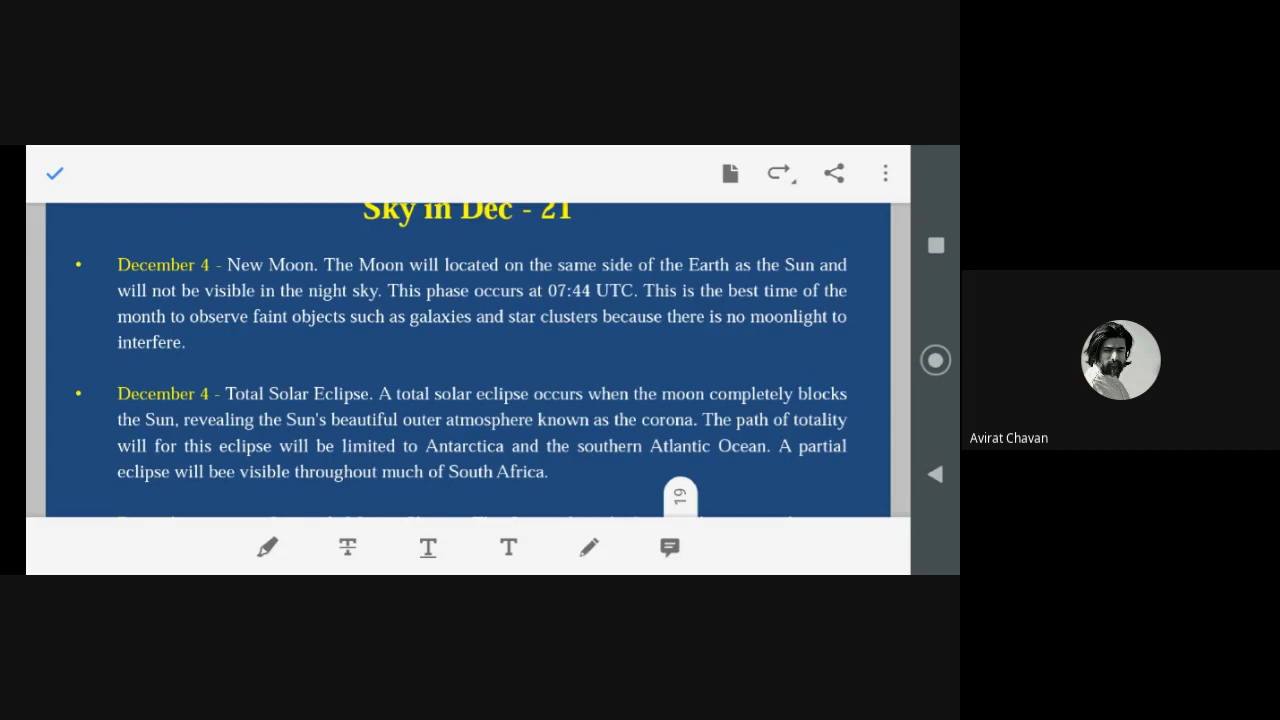 Sky in Dec - 21
• December 4 - New Moon. The Moon will located on the same side of the Earth as the Sun and
will not be visible in the night sky. This phase occurs at 07:44 UTC. This is the best time of the
month to observe faint objects such as galaxies and star clusters because there is no moonlight to
interfere.
• December 4 - Total Solar Eclipse. A total solar eclipse occurs when the moon completely blocks
the Sun, revealing the Sun's beautiful outer atmosphere known as the corona. The path of totality
will for this eclipse will be limited to Antarctica and the southern Atlantic Ocean. A partial
eclipse will bee visible throughout much of South Africa.
19
Avirat Chavan